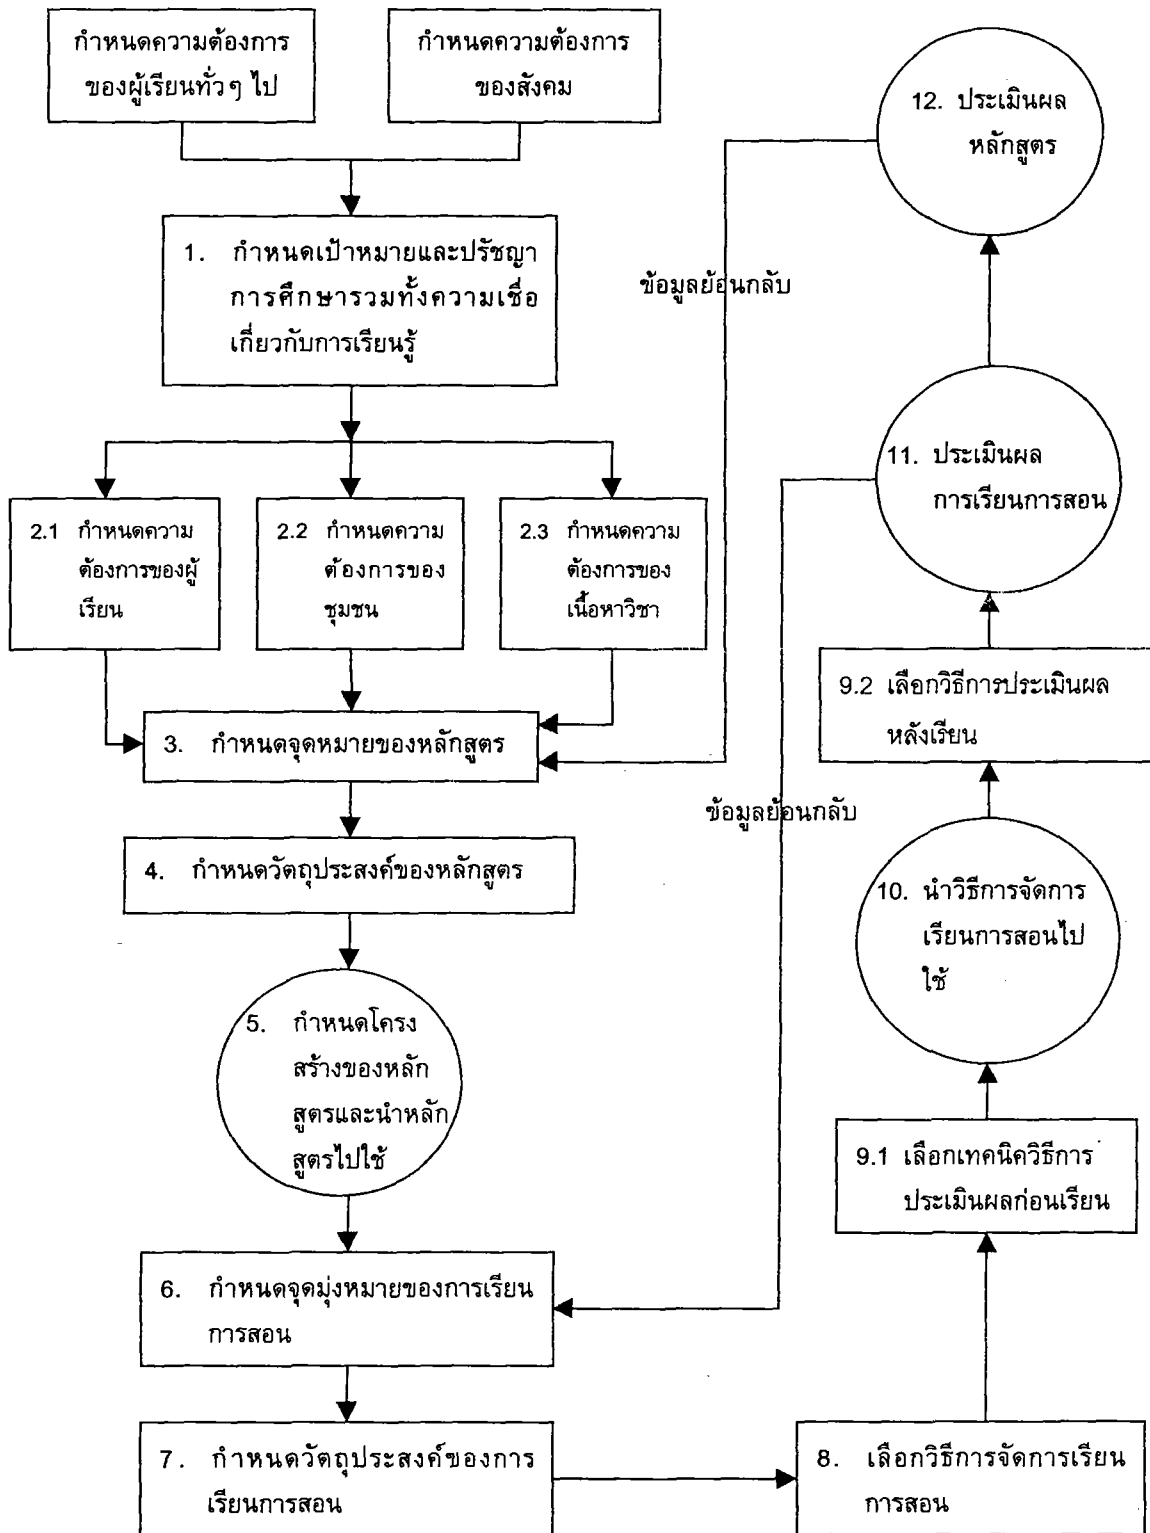 กำหนดความต้องการ
ของผู้เรียนทั่วๆ ไป
กำหนดความต้องการ
ของสังคม
1. กำหนดเป้าหมายและปรัชญา
การศึกษารวมทั้งความเชื่อ
เกี่ยวกับการเรียนรู้
2.1 กำหนดความ
ต้องการของผู้
เรียน
2.2 กำหนดความ
ต้องการของ
ชุมชน
2.3 กำหนดความ
ต้องการของ
เนื้อหาวิชา
3. กำหนดจุดหมายของหลักสูตร
4. กำหนดวัตถุประสงค์ของหลักสูตร
5. กำหนดโครง
สร้างของหลัก
สูตรและนำหลัก
สูตรไปใช้
6. กำหนดจุดมุ่งหมายของการเรียน
การสอน
7. กำหนดวัตถุประสงค์ของการ
เรียนการสอน
8. เลือกวิธีการจัดการเรียน
การสอน
9.1 เลือกเทคนิควิธีการ
ประเมินผลก่อนเรียน
10. นำวิธีการจัดการ
เรียนการสอนไป
ใช้
9.2 เลือกวิธีการประเมินผล
หลังเรียน
11. ประเมินผล
การเรียนการสอน
12. ประเมินผล
หลักสูตร
ข้อมูลย้อนกลับ
ข้อมูลย้อนกลับ